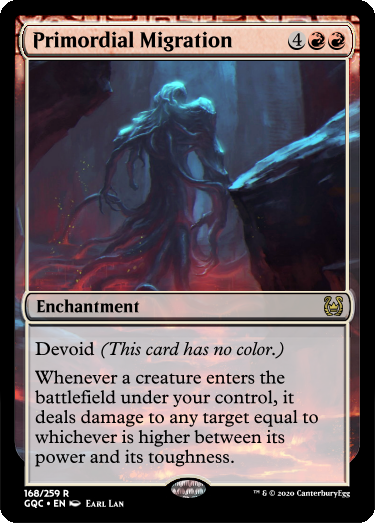 Primordial Migration 4
Enchantment
Devoid (This card has no color.)
Whenever a creature enters the
battlefield under your control, it
deals damage to any target equal to
whichever is higher between its
power and its toughness.
168/259 R
GQC • EN Earl Lan
™ & © 2020 CanterburyEgg